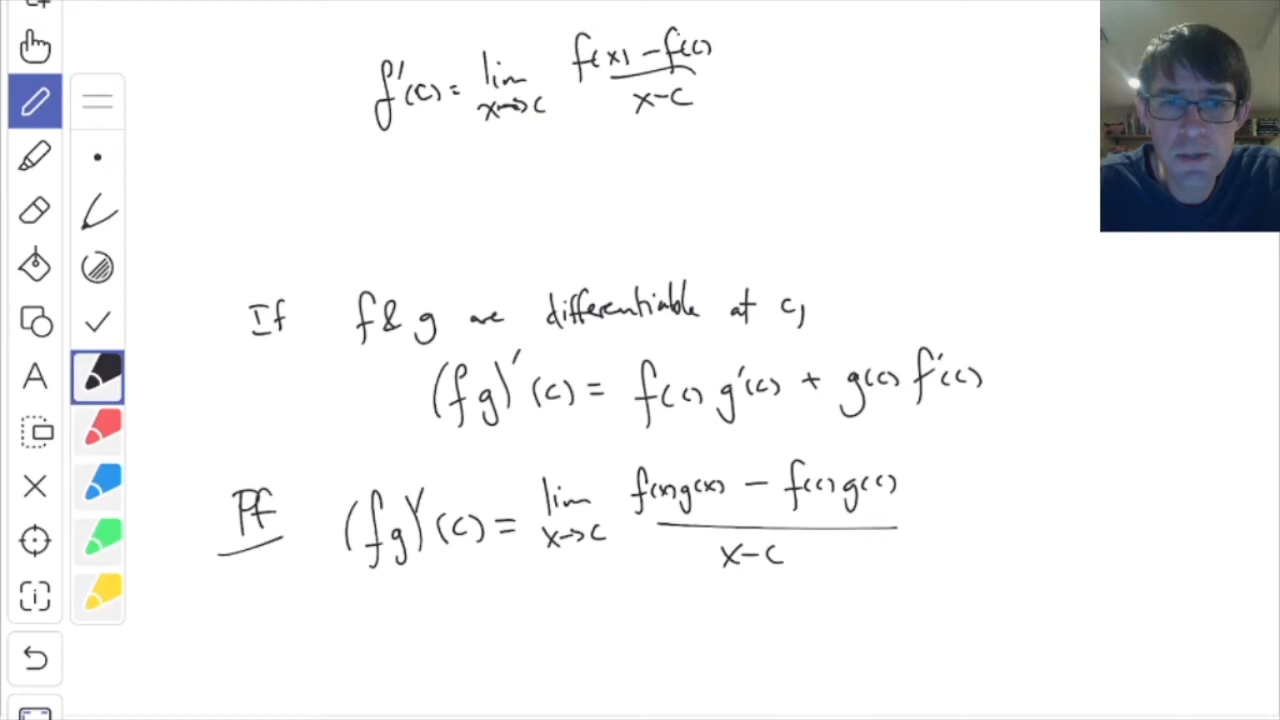 f'(c) = lim x→c f(x) - f(c) / x-c
If f & g are differentiable at c,
(fg)'(c) = f(c) g'(c) + g(c) f'(c)
Pf (fg)'(c) = lim x→c f(x)g(x) - f(c)g(c) / x-c
A